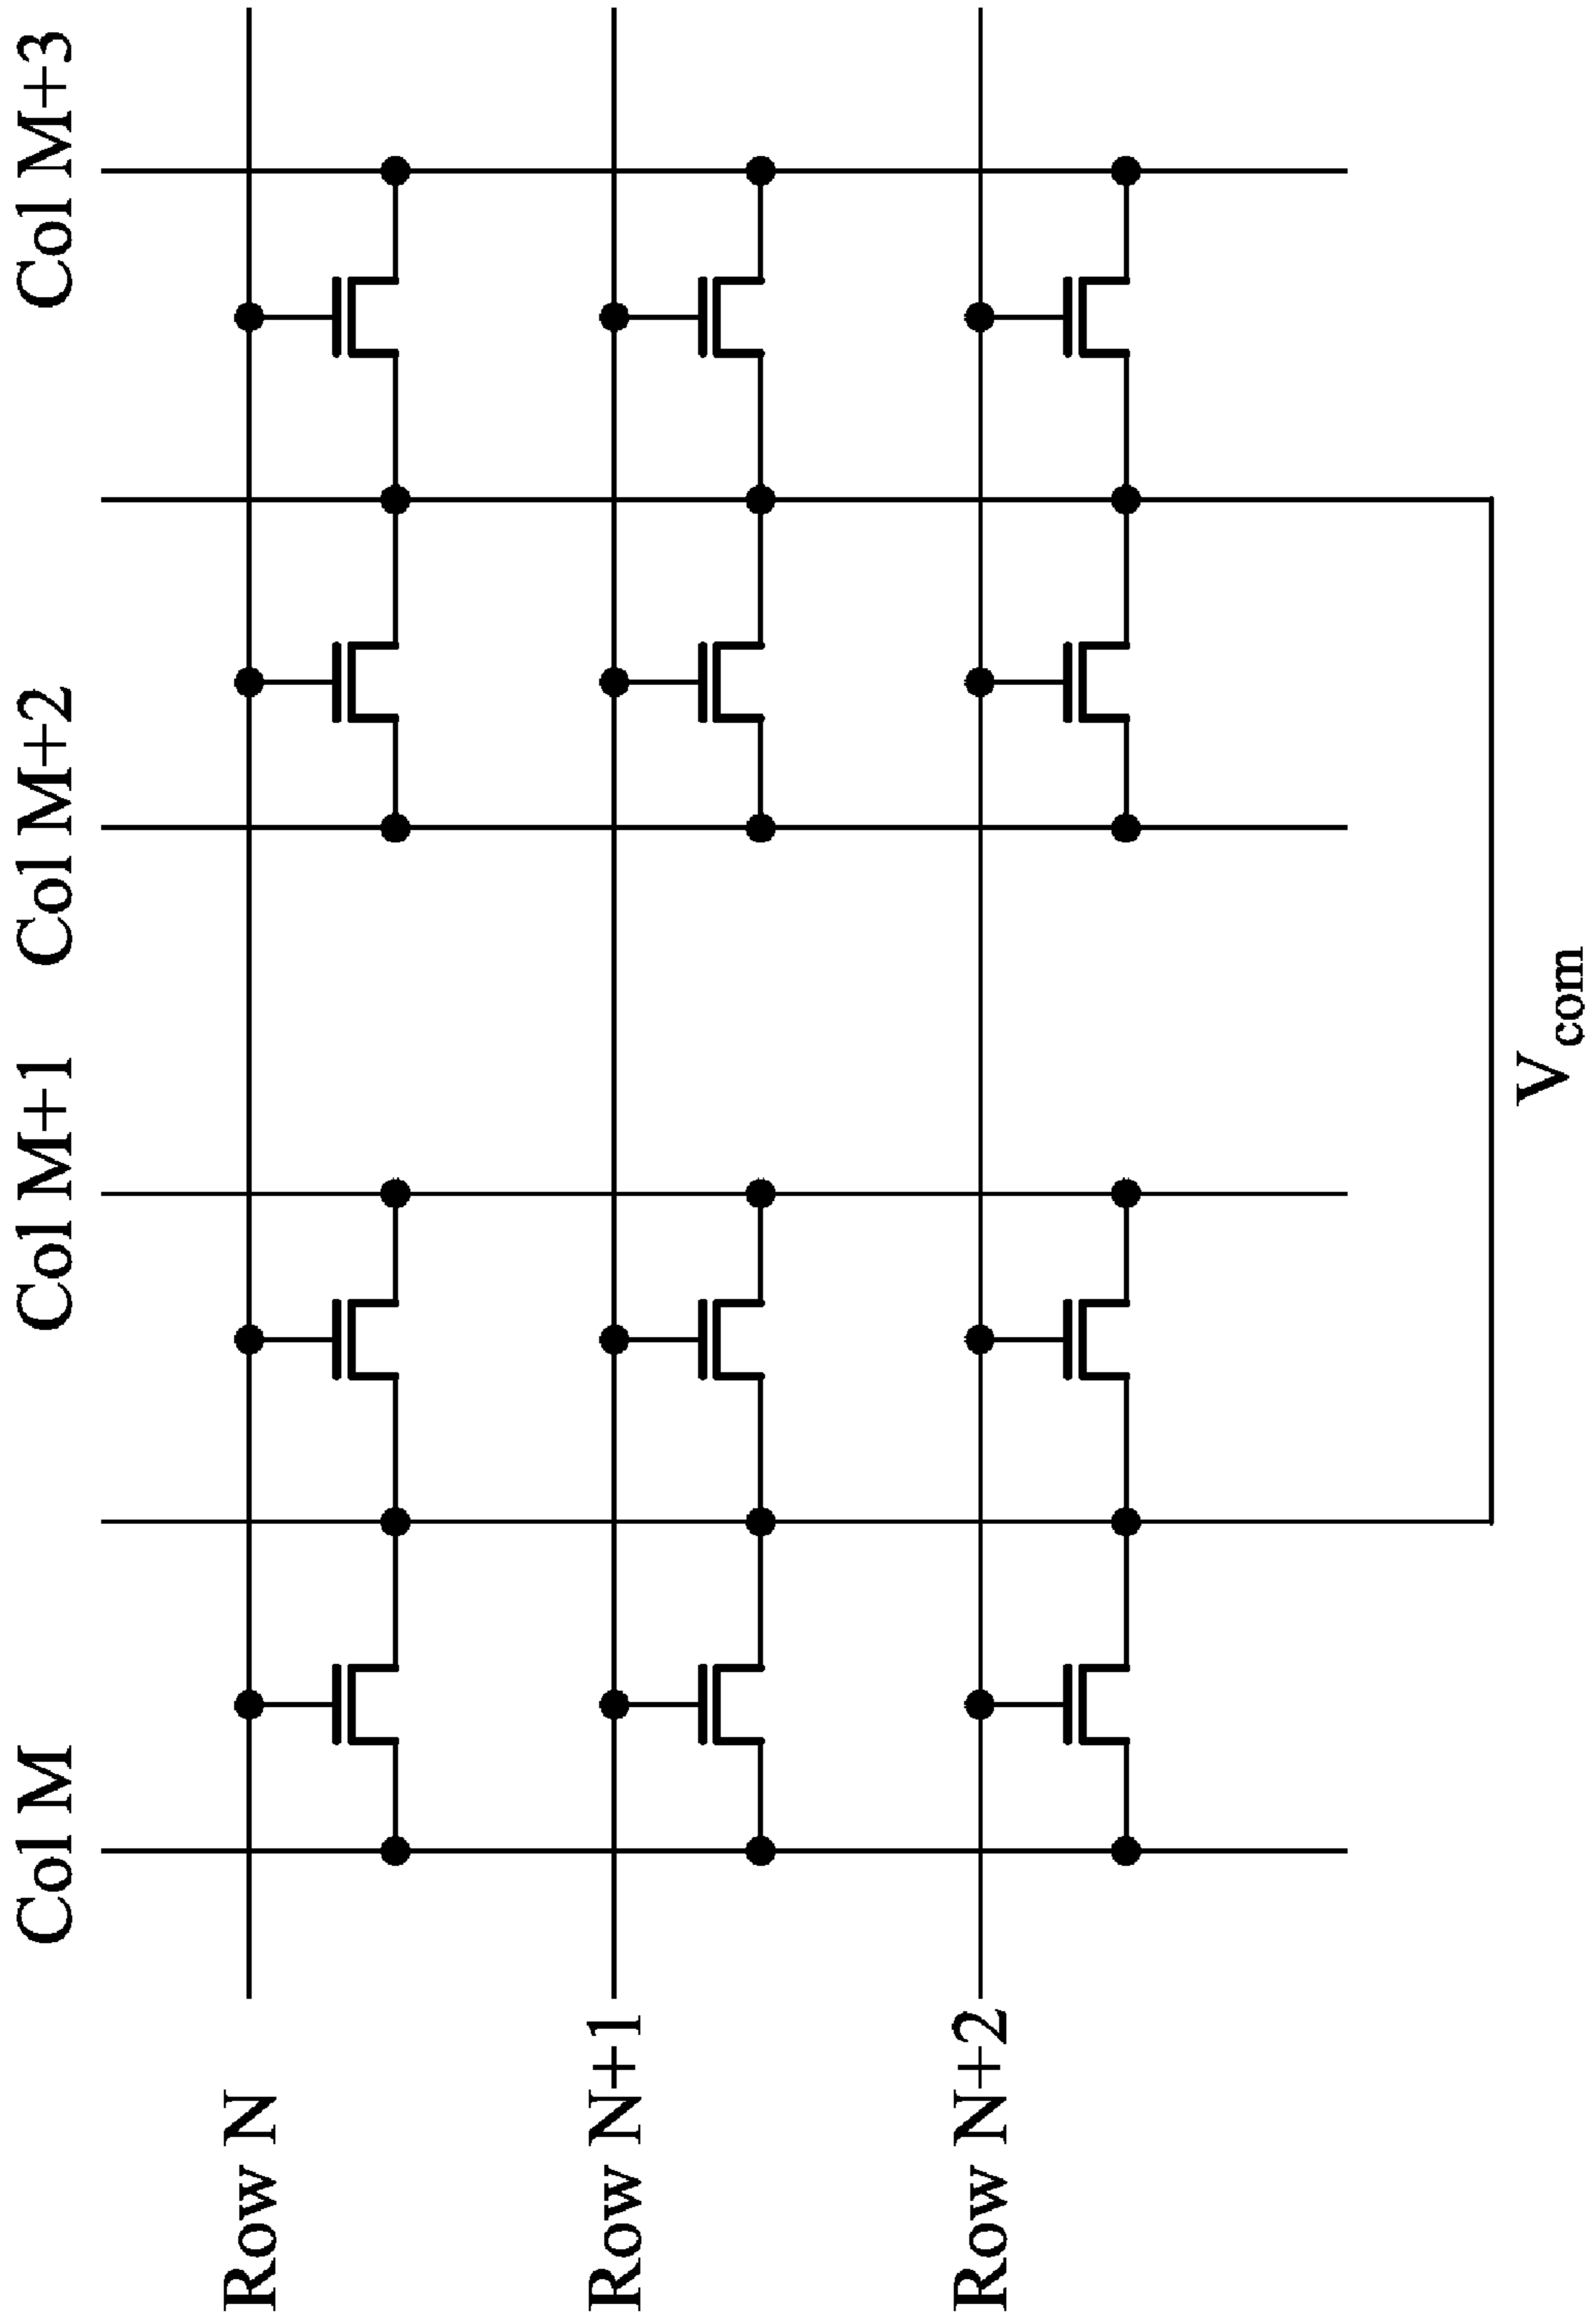 Col M Col M+1 Col M+2 Col M+3
Row N
Row N+1
Row N+2
Vcom